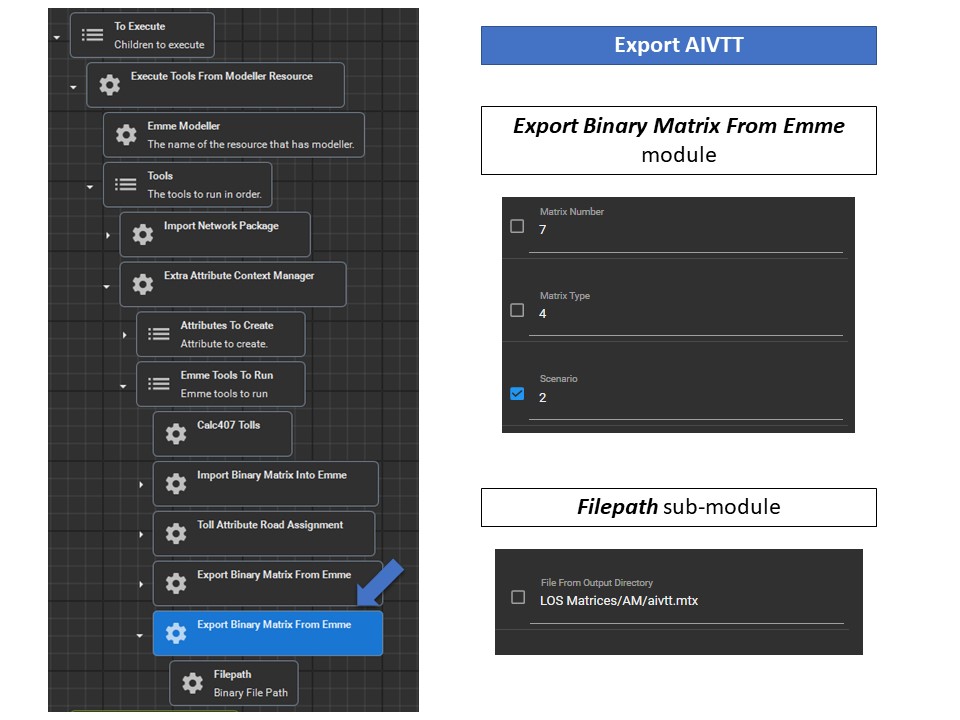 To Execute
Children to execute
Execute Tools From Modeller Resource
Emme Modeller
The name of the resource that has modeller.
Tools
The tools to run in order.
Import Network Package
Extra Attribute Context Manager
Attributes To Create
Attribute to create.
Emme Tools To Run
Emme tools to run
Calc407 Tolls
Import Binary Matrix Into Emme
Toll Attribute Road Assignment
Export Binary Matrix From Emme
Export Binary Matrix From Emme
Filepath
Binary File Path
Export AIVTT
Export Binary Matrix From Emme
module
Matrix Number
7
Matrix Type
4
Scenario
2
Filepath sub-module
File From Output Directory
LOS Matrices/AM/aivtt.mtx